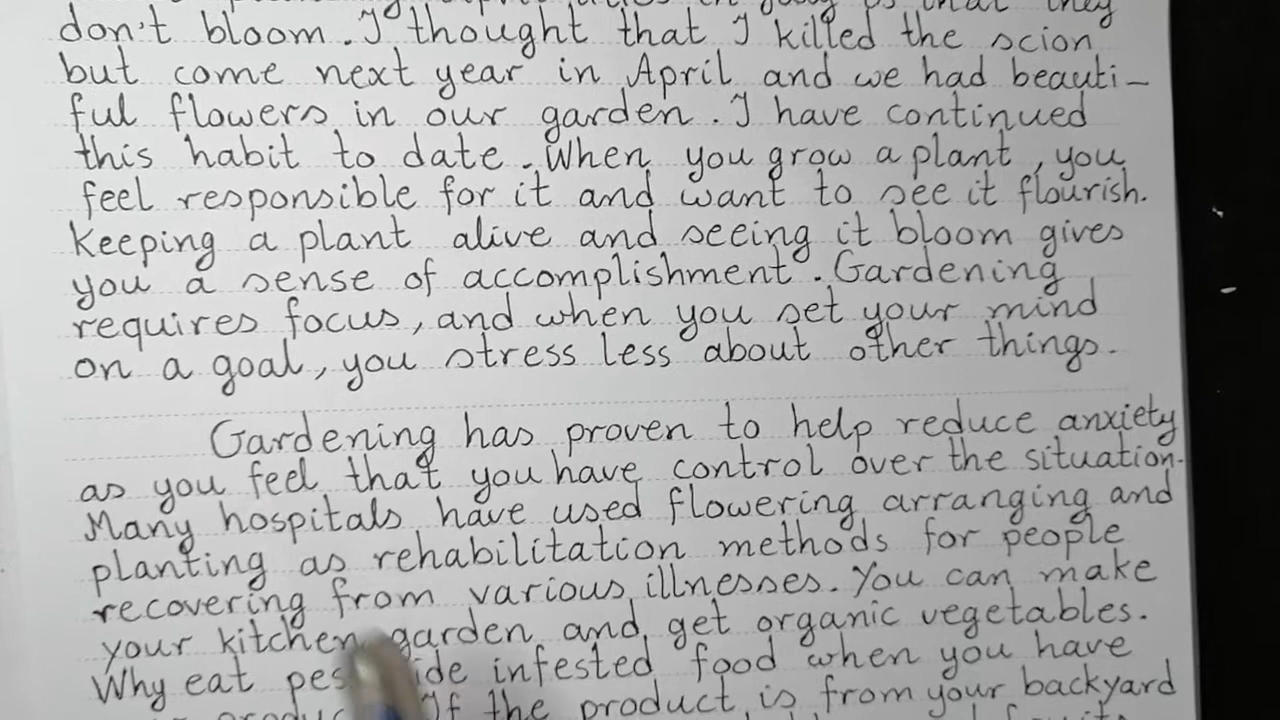 that they
don't bloom. I thought that I killed the scion
but come next year in April and we had beauti-
ful flowers in our garden. I have continued
this habit to date. When you grow a plant, you
feel responsible for it and want to see it flourish.
Keeping a plant alive and seeing it bloom gives
you a sense of accomplishment. Gardening
requires focus, and when you set your mind
on a goal, you stress less about other things.
Gardening has proven to help reduce anxiety
as you feel that you have control over the situation.
Many hospitals have used flowering arranging and
planting as rehabilitation methods for people
recovering from various illnesses. You can make
your kitchen garden and get organic vegetables.
Why eat infested food when you have
If the product is from your backyard